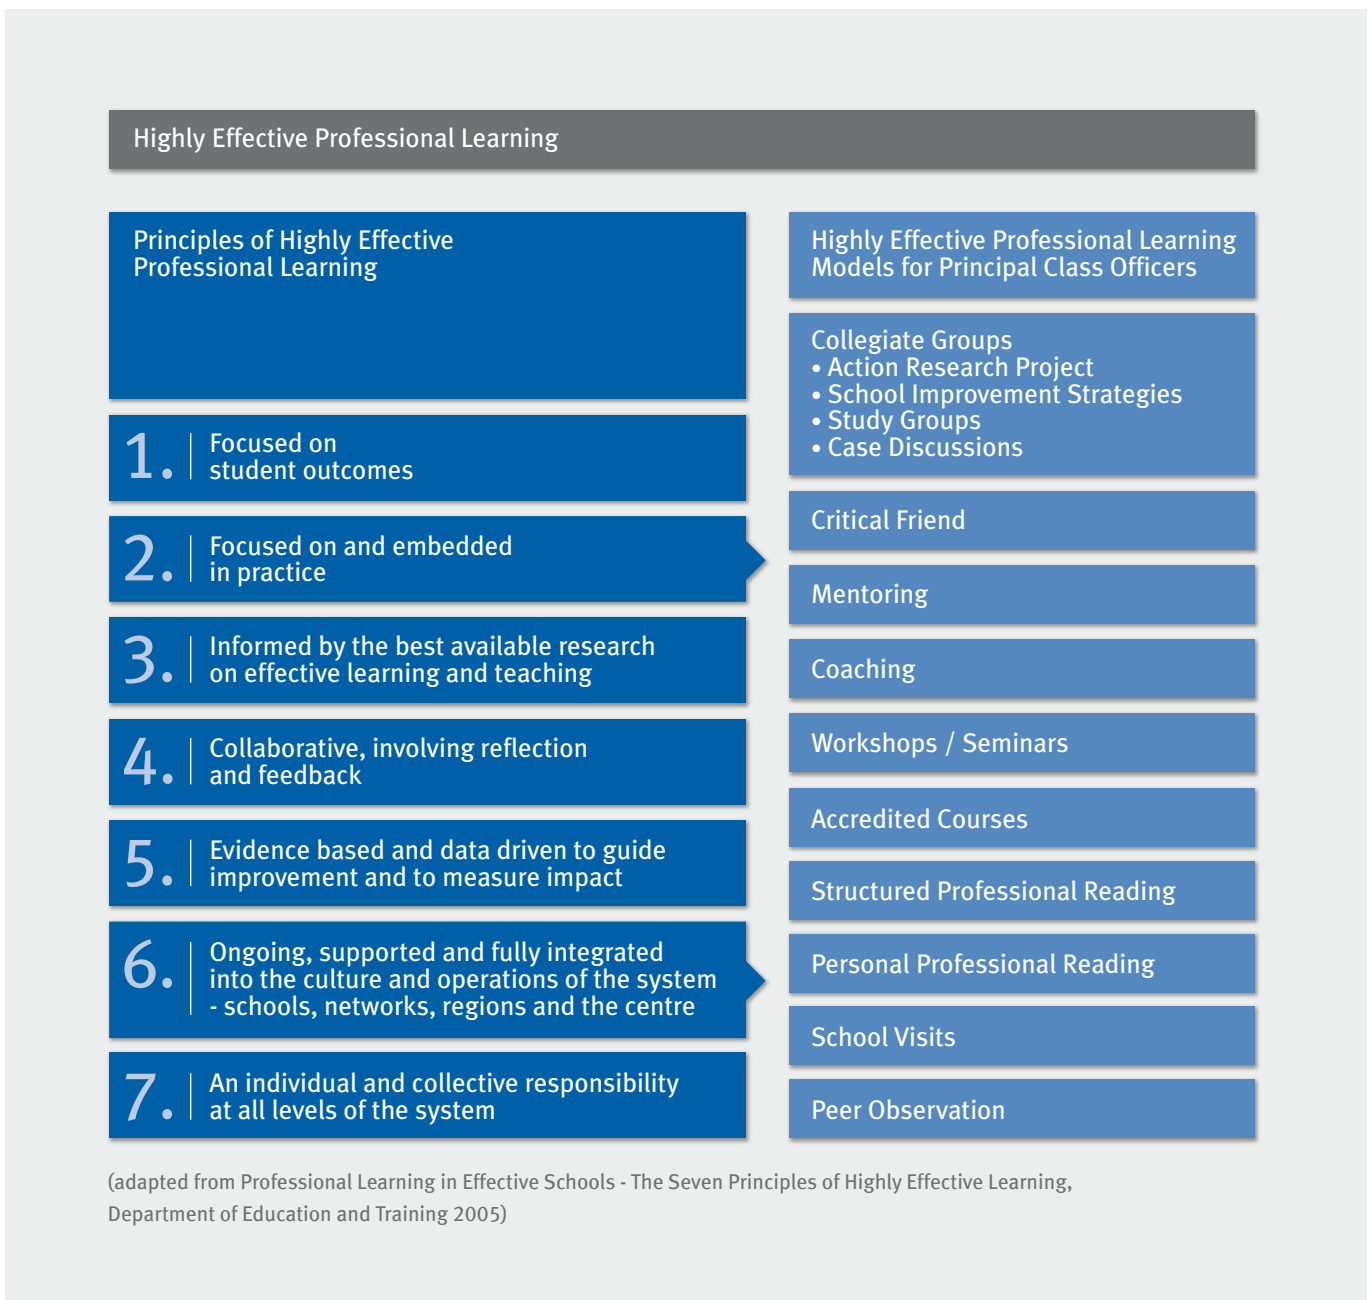 Highly Effective Professional Learning
Principles of Highly Effective
Professional Learning
1. Focused on
student outcomes
2. Focused on and embedded
in practice
3. Informed by the best available research
on effective learning and teaching
4. Collaborative, involving reflection
and feedback
5. Evidence based and data driven to guide
improvement and to measure impact
6. Ongoing, supported and fully integrated
into the culture and operations of the system
- schools, networks, regions and the centre
7. An individual and collective responsibility
at all levels of the system
Highly Effective Professional Learning
Models for Principal Class Officers
Collegiate Groups
• Action Research Project
• School Improvement Strategies
• Study Groups
• Case Discussions
Critical Friend
Mentoring
Coaching
Workshops / Seminars
Accredited Courses
Structured Professional Reading
Personal Professional Reading
School Visits
Peer Observation
(adapted from Professional Learning in Effective Schools - The Seven Principles of Highly Effective Learning,
Department of Education and Training 2005)